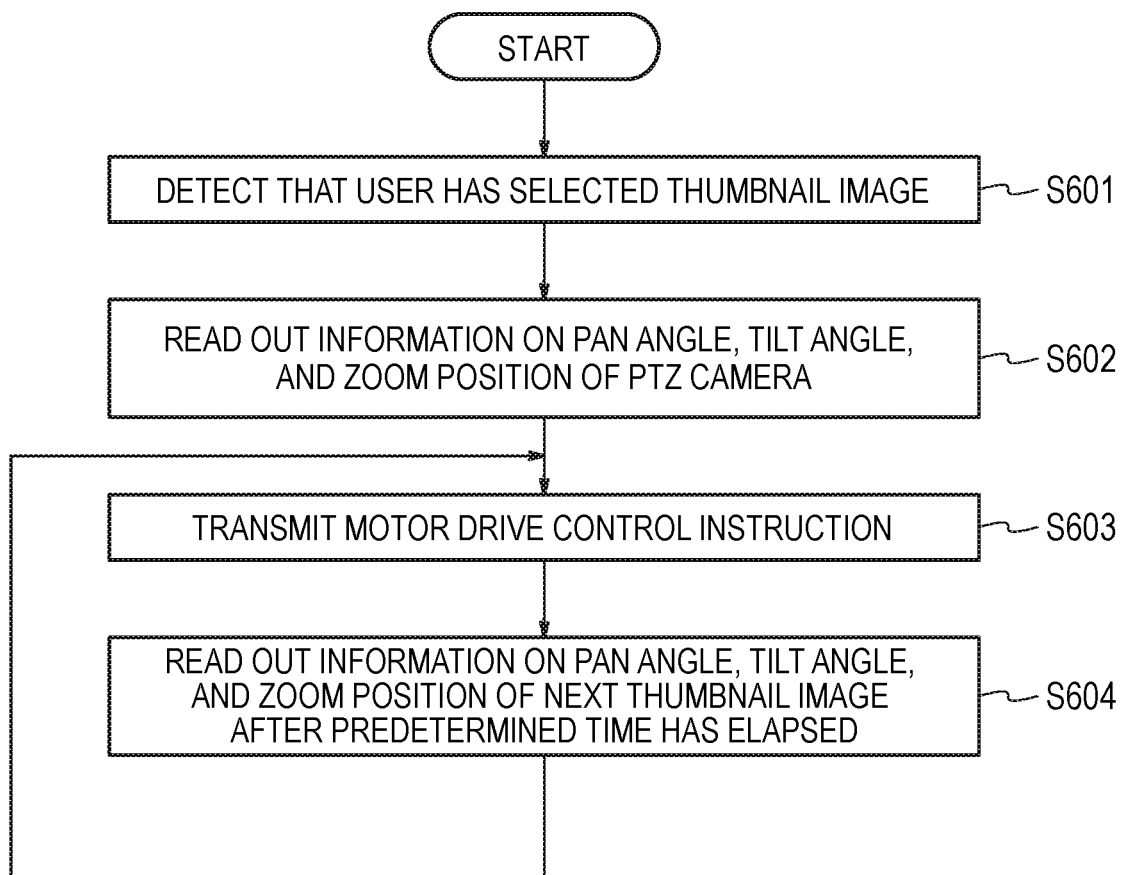 START
DETECT THAT USER HAS SELECTED THUMBNAIL IMAGE
S601
READ OUT INFORMATION ON PAN ANGLE, TILT ANGLE,
AND ZOOM POSITION OF PTZ CAMERA
S602
TRANSMIT MOTOR DRIVE CONTROL INSTRUCTION
S603
READ OUT INFORMATION ON PAN ANGLE, TILT ANGLE,
AND ZOOM POSITION OF NEXT THUMBNAIL IMAGE
AFTER PREDETERMINED TIME HAS ELAPSED
S604